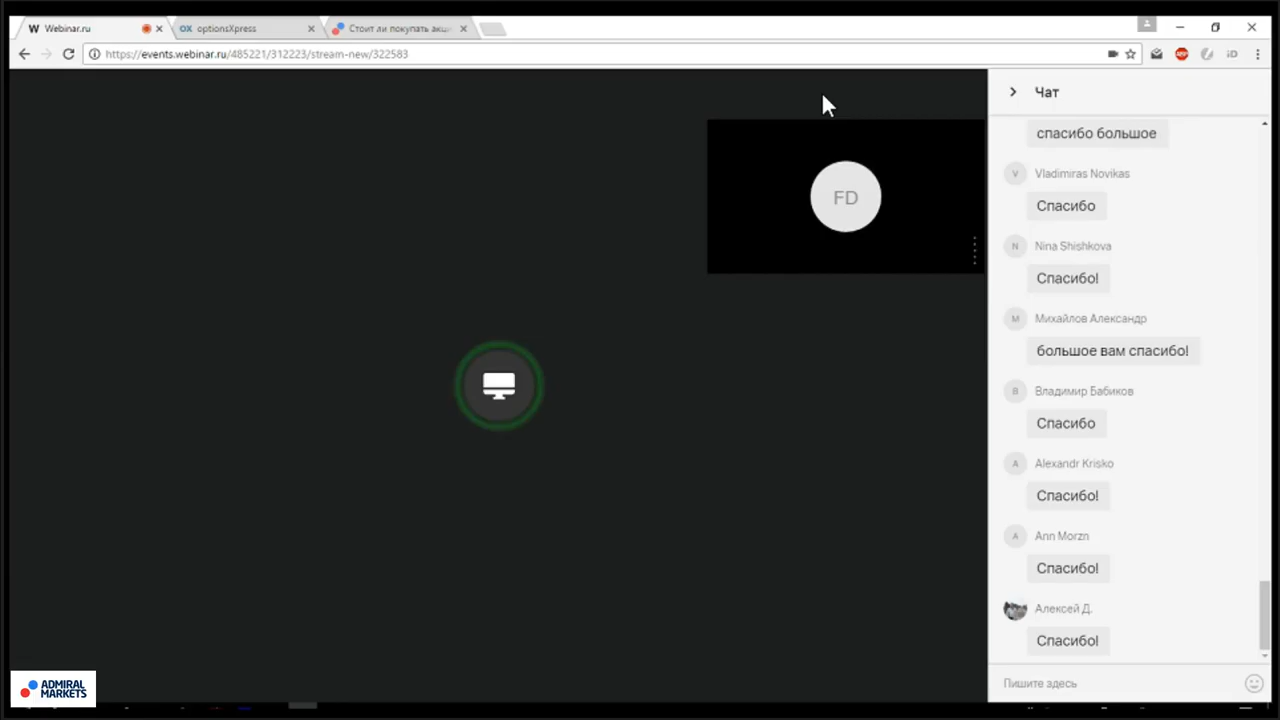 Webinar.ru
OX optionsXpress
Стоит ли покупать акци
https://events.webinar.ru/485221/312223/stream-new/322583
Чат
спасибо большое
V Vladimiras Novikas
Спасибо
N Nina Shishkova
Спасибо!
М Михайлов Александр
большое вам спасибо!
В Владимир Бабиков
Спасибо
A Alexandr Krisko
Спасибо!
A Ann Morzn
Спасибо!
Алексей Д.
Спасибо!
Пишите здесь
FD
ADMIRAL
MARKETS